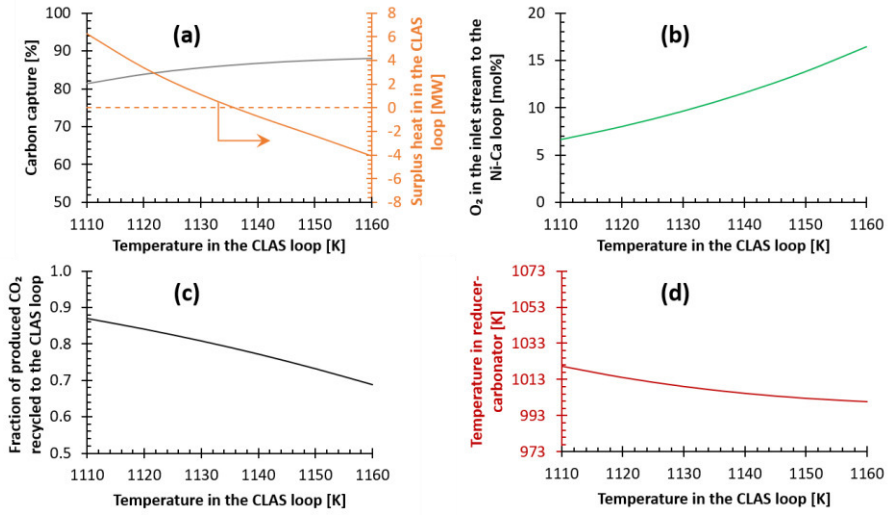 (a)
Carbon capture [%]
100
90
80
70
60
50
8
6
4
2
0
-2
-4
-6
-8
Surplus heat in in the CLAS
loop [MW]
1110 1120 1130 1140 1150 1160
Temperature in the CLAS loop [K]
(b)
O₂ in the inlet stream to the
Ni-Ca loop [mol%]
20
15
10
5
0
1110 1120 1130 1140 1150 1160
Temperature in the CLAS loop [K]
(c)
Fraction of produced CO₂
recycled to the CLAS loop
1.0
0.9
0.8
0.7
0.6
0.5
1110 1120 1130 1140 1150 1160
Temperature in the CLAS loop [K]
(d)
Temperature in reducer-
carbonator [K]
1073
1053
1033
1013
993
973
1110 1120 1130 1140 1150 1160
Temperature in the CLAS loop [K]